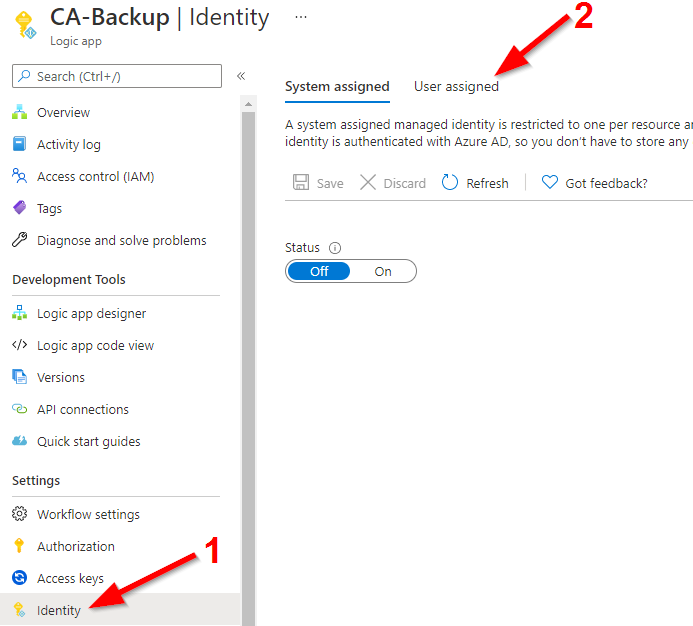 CA-Backup | Identity ...
Logic app
2
Search (Ctrl+/)
«
System assigned
User assigned
Overview
Activity log
Access control (IAM)
Tags
Diagnose and solve problems
A system assigned managed identity is restricted to one per resource an
identity is authenticated with Azure AD, so you don't have to store any
Save
Discard
Refresh
Got feedback?
Status
Off
On
Development Tools
Logic app designer
Logic app code view
Versions
API connections
Quick start guides
Settings
Workflow settings
Authorization
Access keys
Identity
1